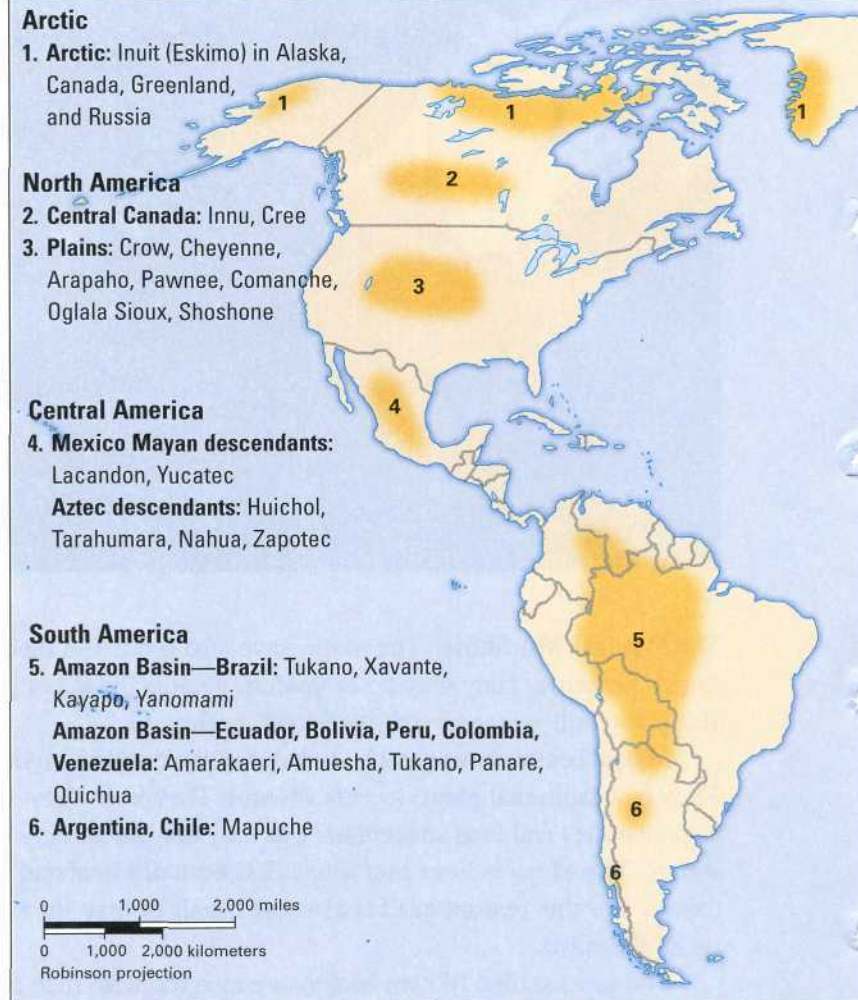 Arctic
1. Arctic: Inuit (Eskimo) in Alaska,
Canada, Greenland,
and Russia
North America
2. Central Canada: Innu, Cree
3. Plains: Crow, Cheyenne,
Arapaho, Pawnee, Comanche,
Oglala Sioux, Shoshone
Central America
4. Mexico Mayan descendants:
Lacandon, Yucatec
Aztec descendants: Huichol,
Tarahumara, Nahua, Zapotec
South America
5. Amazon Basin—Brazil: Tukano, Xavante,
Kayapo, Yanomami
Amazon Basin—Ecuador, Bolivia, Peru, Colombia,
Venezuela: Amarakaeri, Amuesha, Tukano, Panare,
Quichua
6. Argentina, Chile: Mapuche
0 1,000 2,000 miles
0 1,000 2,000 kilometers
Robinson projection
1
1
1
2
3
4
5
6
6